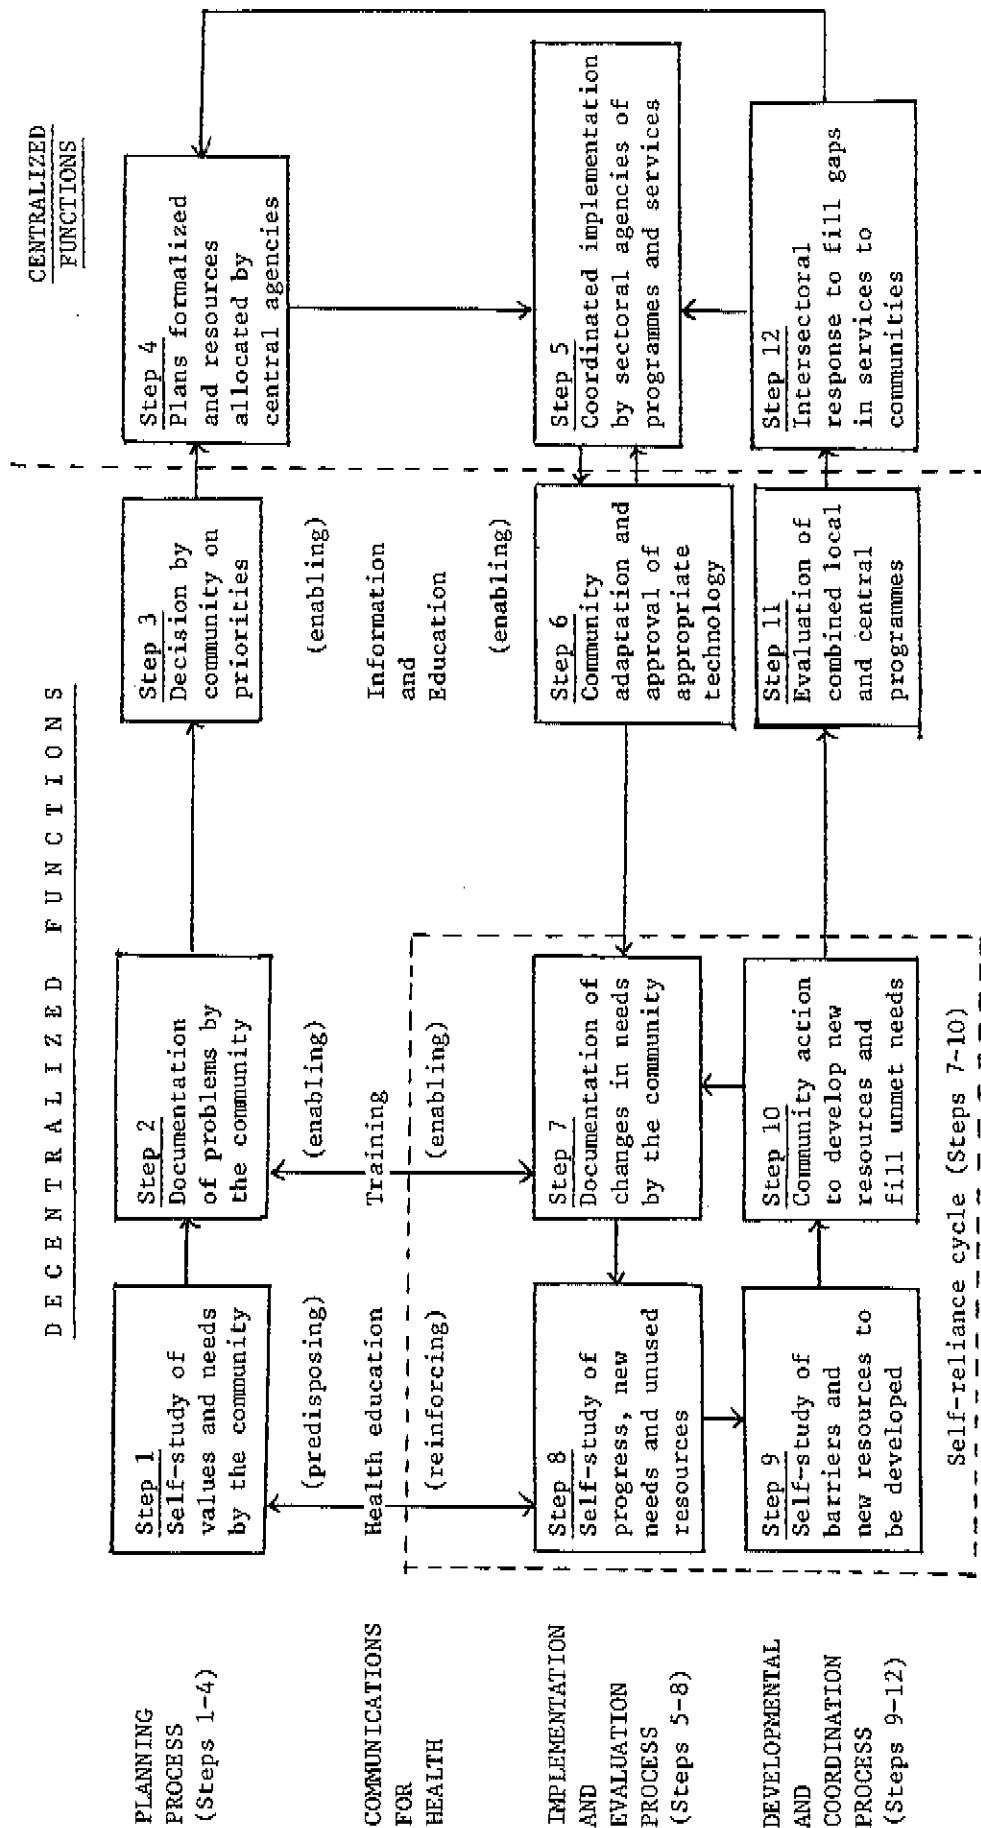 DECENTRALIZED FUNCTIONS
CENTRALIZED
FUNCTIONS
PLANNING
PROCESS
(Steps 1-4)
Step 1
Self-study of
values and needs
by the community
Step 2
Documentation
of problems by
the community
Step 3
Decision by
community on
priorities
Step 4
Plans formalized
and resources
allocated by
central agencies
COMMUNICATIONS
FOR
HEALTH
(predisposing)
Health education
(reinforcing)
(enabling)
Training
(enabling)
(enabling)
Information
and
Education
(enabling)
IMPLEMENTATION
AND
EVALUATION
PROCESS
(Steps 5-8)
Step 8
Self-study of
progress, new
needs and unused
resources
Step 7
Documentation of
changes in needs
by the community
Step 6
Community
adaptation and
approval of
appropriate
technology
Step 5
Coordinated implementation
by sectoral agencies of
programmes and services
DEVELOPMENTAL
AND
COORDINATION
PROCESS
(Steps 9-12)
Step 9
Self-study of
barriers and
new resources to
be developed
Step 10
Community action
to develop new
resources and
fill unmet needs
Step 11
Evaluation of
combined local
and central
programmes
Step 12
Intersectoral
response to fill gaps
in services to
communities
Self-reliance cycle (Steps 7-10)